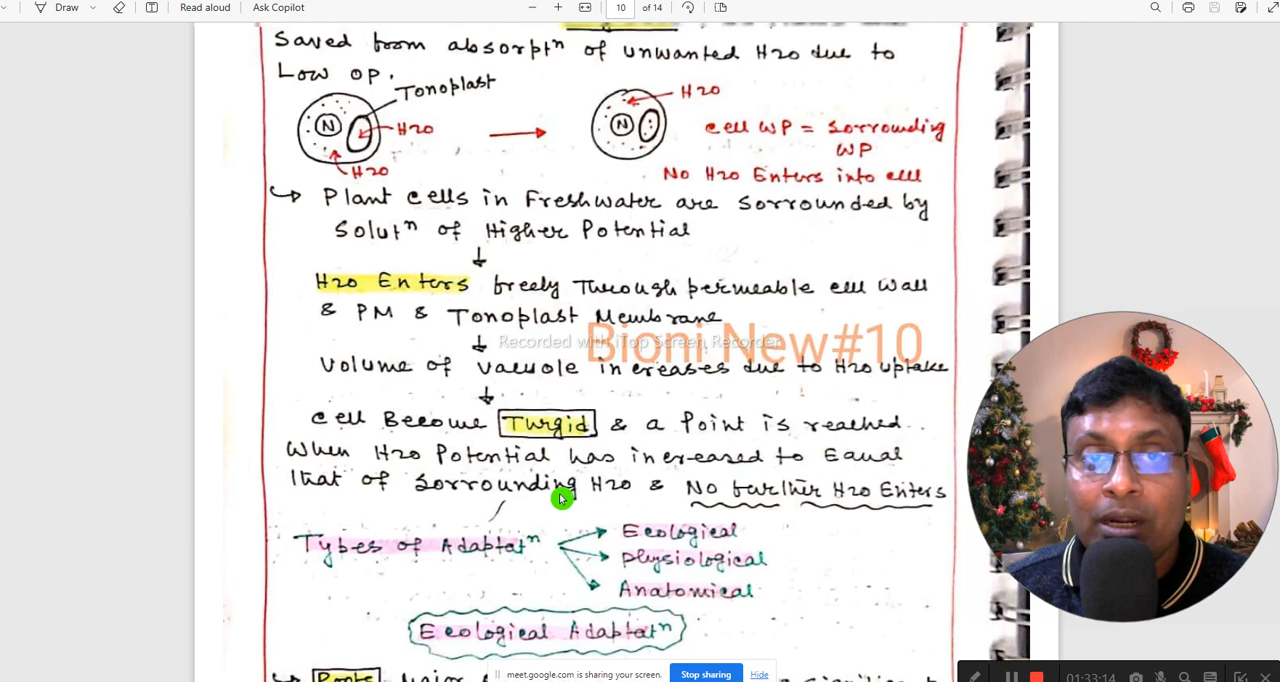 Draw
Read aloud
Ask Copilot
10
of 14
Saved from absorptⁿ of unwanted H2O due to
Low OP.
Tonoplast
N
H2O
H2O
N
H2O
Cell WP = Sorrounding
WP
No H2O Enters into cell
↳ Plant cells in Freshwater are Sorrounded by
Solutⁿ of Higher Potential
↓
H2O Enters freely Through permeable cell wall
& PM & Tonoplast Membrane
Recorded with iTop Screen Recorder
Bioni New#10
↓
Volume of vacuole increases due to H2O uptake
↓
Cell Become Turgid & a Point is reached
When H2O Potential has increased to Equal
that of Sorrounding H2O & No further H2O Enters
Types of Adaptatⁿ
Ecological
Physiological
Anatomical
Ecological Adaptatⁿ
↳ Roots
meet.google.com is sharing your screen.
Stop sharing
Hide
01:33:14